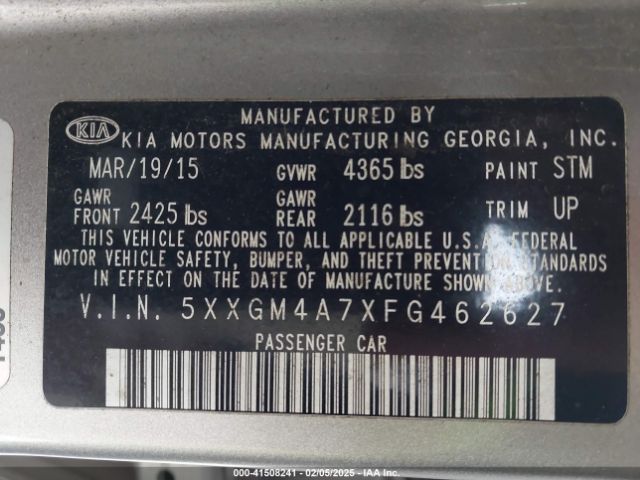 MANUFACTURED BY
KIA KIA MOTORS MANUFACTURING GEORGIA, INC.
MAR/19/15 GVWR 4365 lbs PAINT STM
GAWR FRONT 2425 lbs GAWR REAR 2116 lbs TRIM UP
THIS VEHICLE CONFORMS TO ALL APPLICABLE U.S.A. FEDERAL
MOTOR VEHICLE SAFETY, BUMPER, AND THEFT PREVENTION STANDARDS
IN EFFECT ON THE DATE OF MANUFACTURE SHOWN ABOVE.
V.I.N. 5XXGM4A7XFG462627
PASSENGER CAR
000-41508241 - 02/05/2025 - IAA Inc.